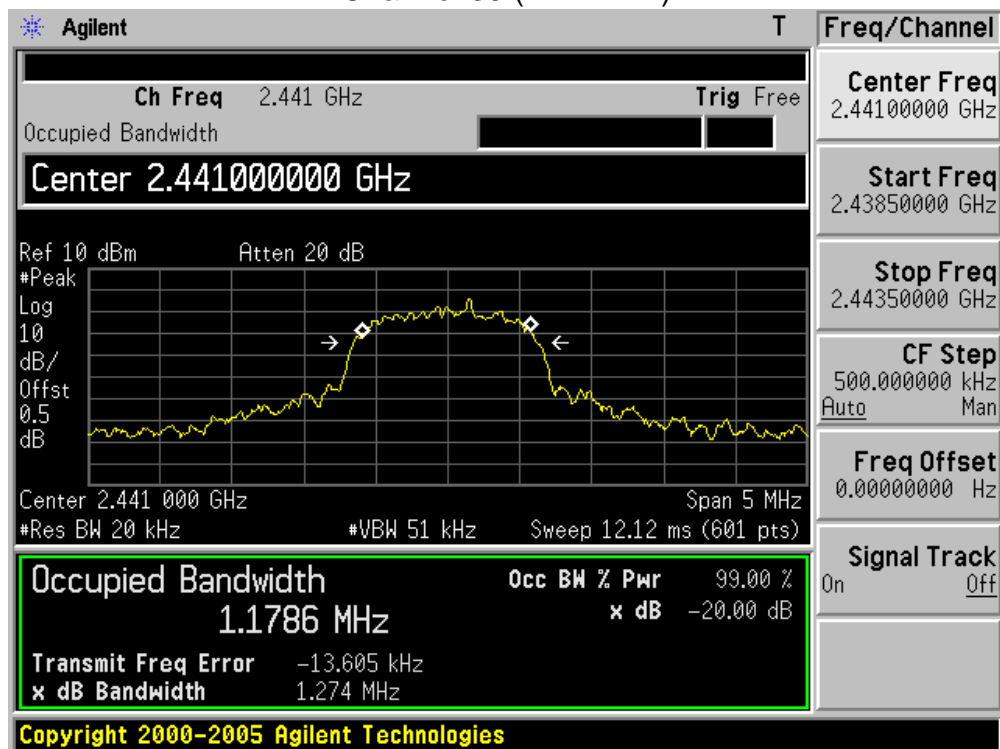 Agilent T
Freq/Channel
Ch Freq 2.441 GHz Trig Free
Occupied Bandwidth
Center 2.441000000 GHz
Ref 10 dBm Atten 20 dB
#Peak
Log
10
dB/
Offst
0.5
dB
Center 2.441 000 GHz Span 5 MHz
#Res BW 20 kHz #VBW 51 kHz Sweep 12.12 ms (601 pts)
Occupied Bandwidth
1.1786 MHz
Occ BW % Pwr 99.00 %
x dB -20.00 dB
Transmit Freq Error -13.605 kHz
x dB Bandwidth 1.274 MHz
Center Freq
2.44100000 GHz
Start Freq
2.43850000 GHz
Stop Freq
2.44350000 GHz
CF Step
500.000000 kHz
Auto Man
Freq Offset
0.00000000 Hz
Signal Track
On Off
Copyright 2000-2005 Agilent Technologies